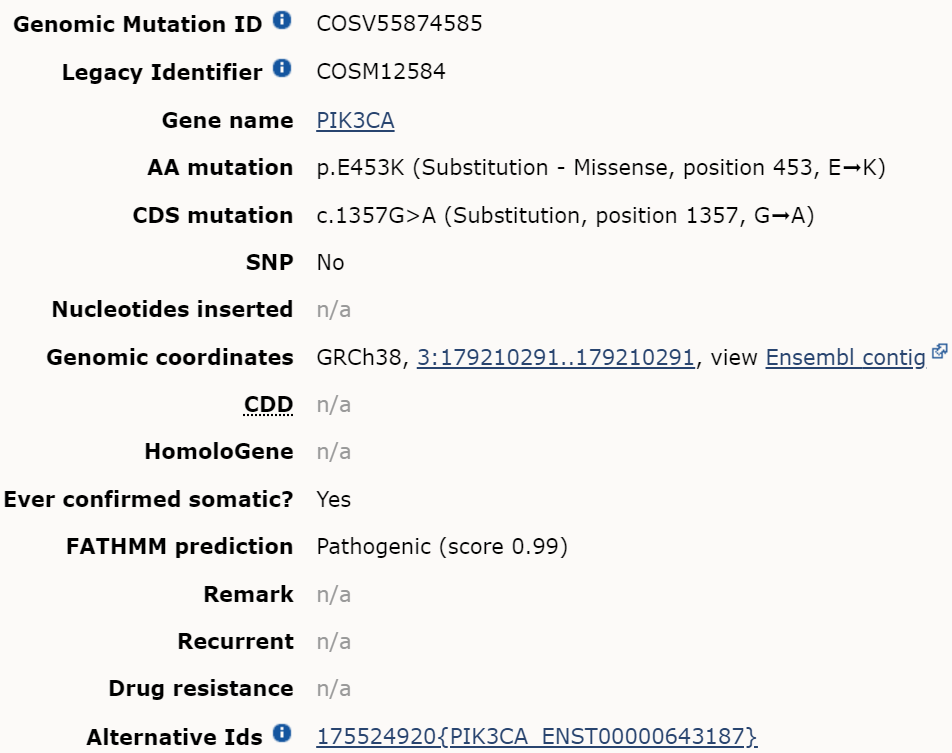 Genomic Mutation ID i COSV55874585
Legacy Identifier i COSM12584
Gene name PIK3CA
AA mutation p.E453K (Substitution - Missense, position 453, E→K)
CDS mutation c.1357G>A (Substitution, position 1357, G→A)
SNP No
Nucleotides inserted n/a
Genomic coordinates GRCh38, 3:179210291..179210291, view Ensembl contig
CDD n/a
HomoloGene n/a
Ever confirmed somatic? Yes
FATHMM prediction Pathogenic (score 0.99)
Remark n/a
Recurrent n/a
Drug resistance n/a
Alternative Ids i 175524920{PIK3CA_ENST00000643187}